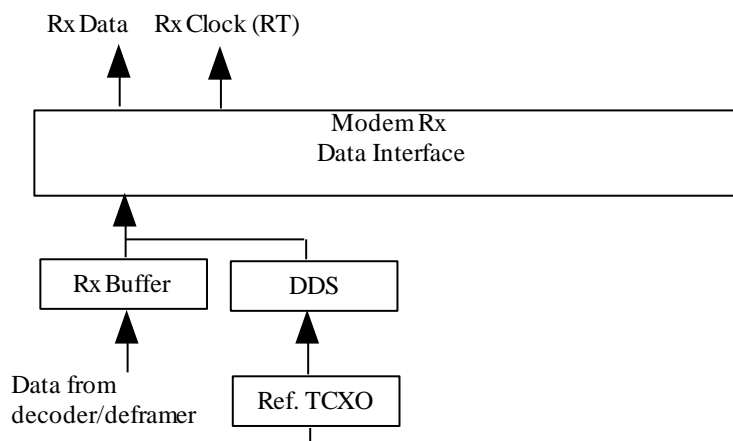 Rx Data
Rx Clock (RT)
Modem Rx
Data Interface
Rx Buffer
DDS
Data from
decoder/deframer
Ref. TCXO